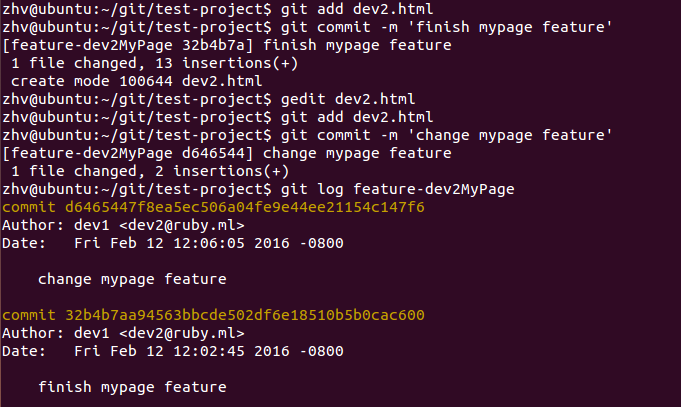 zhv@ubuntu:~/git/test-project$ git add dev2.html
zhv@ubuntu:~/git/test-project$ git commit -m 'finish mypage feature'
[feature-dev2MyPage 32b4b7a] finish mypage feature
 1 file changed, 13 insertions(+)
 create mode 100644 dev2.html
zhv@ubuntu:~/git/test-project$ gedit dev2.html
zhv@ubuntu:~/git/test-project$ git add dev2.html
zhv@ubuntu:~/git/test-project$ git commit -m 'change mypage feature'
[feature-dev2MyPage d646544] change mypage feature
 1 file changed, 2 insertions(+)
zhv@ubuntu:~/git/test-project$ git log feature-dev2MyPage
commit d6465447f8ea5ec506a04fe9e44ee21154c147f6
Author: dev1 <dev2@ruby.ml>
Date:   Fri Feb 12 12:06:05 2016 -0800
    change mypage feature
commit 32b4b7aa94563bbcde502df6e18510b5b0cac600
Author: dev1 <dev2@ruby.ml>
Date:   Fri Feb 12 12:02:45 2016 -0800
    finish mypage feature